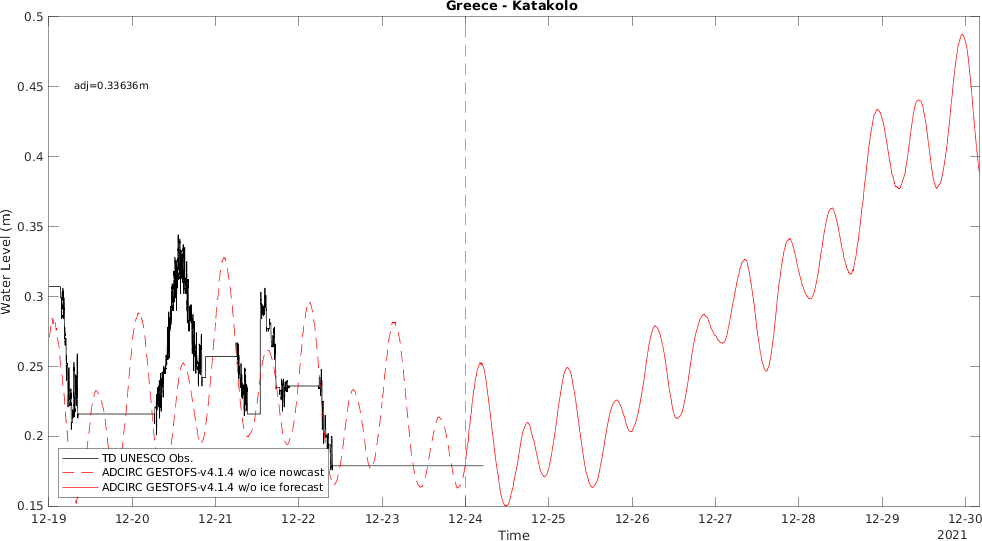 Greece - Katakolo
0.5
0.45
0.4
0.35
0.3
0.25
0.2
0.15
Water Level (m)
adj=0.33636m
TD UNESCO Obs.
ADCIRC GESTOFS-v4.1.4 w/o ice nowcast
ADCIRC GESTOFS-v4.1.4 w/o ice forecast
12-19 12-20 12-21 12-22 12-23 12-24 12-25 12-26 12-27 12-28 12-29 12-30
Time
2021